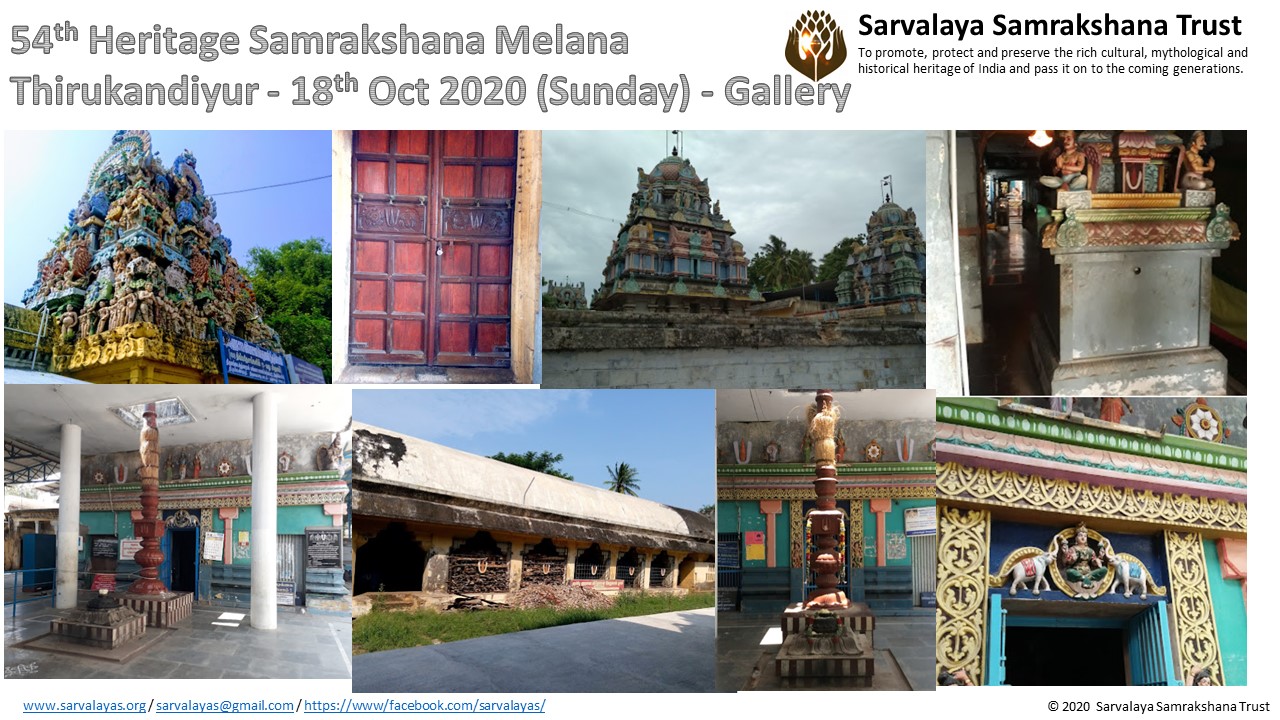 54th Heritage Samrakshana Melana
Thirukandiyur - 18th Oct 2020 (Sunday) - Gallery
Sarvalaya Samrakshana Trust
To promote, protect and preserve the rich cultural, mythological and
historical heritage of India and pass it on to the coming generations.
www.sarvalayas.org / sarvalayas@gmail.com / https://www/facebook.com/sarvalayas/
© 2020 Sarvalaya Samrakshana Trust